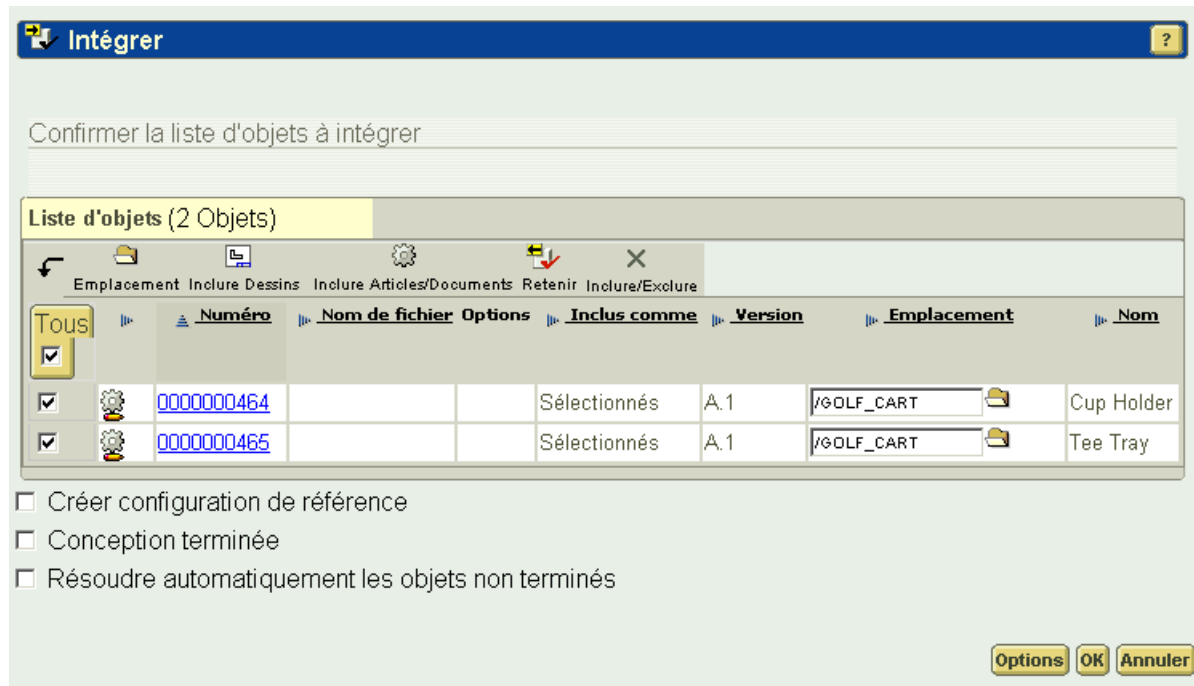 Intégrer ?
Confirmer la liste d'objets à intégrer
Liste d'objets (2 Objets)
Emplacement Inclure Dessins Inclure Articles/Documents Retenir Inclure/Exclure
Tous Numéro Nom de fichier Options Inclus comme Version Emplacement Nom
0000000464 Sélectionnés A.1 /GOLF_CART Cup Holder
0000000465 Sélectionnés A.1 /GOLF_CART Tee Tray
Créer configuration de référence
Conception terminée
Résoudre automatiquement les objets non terminés
Options OK Annuler